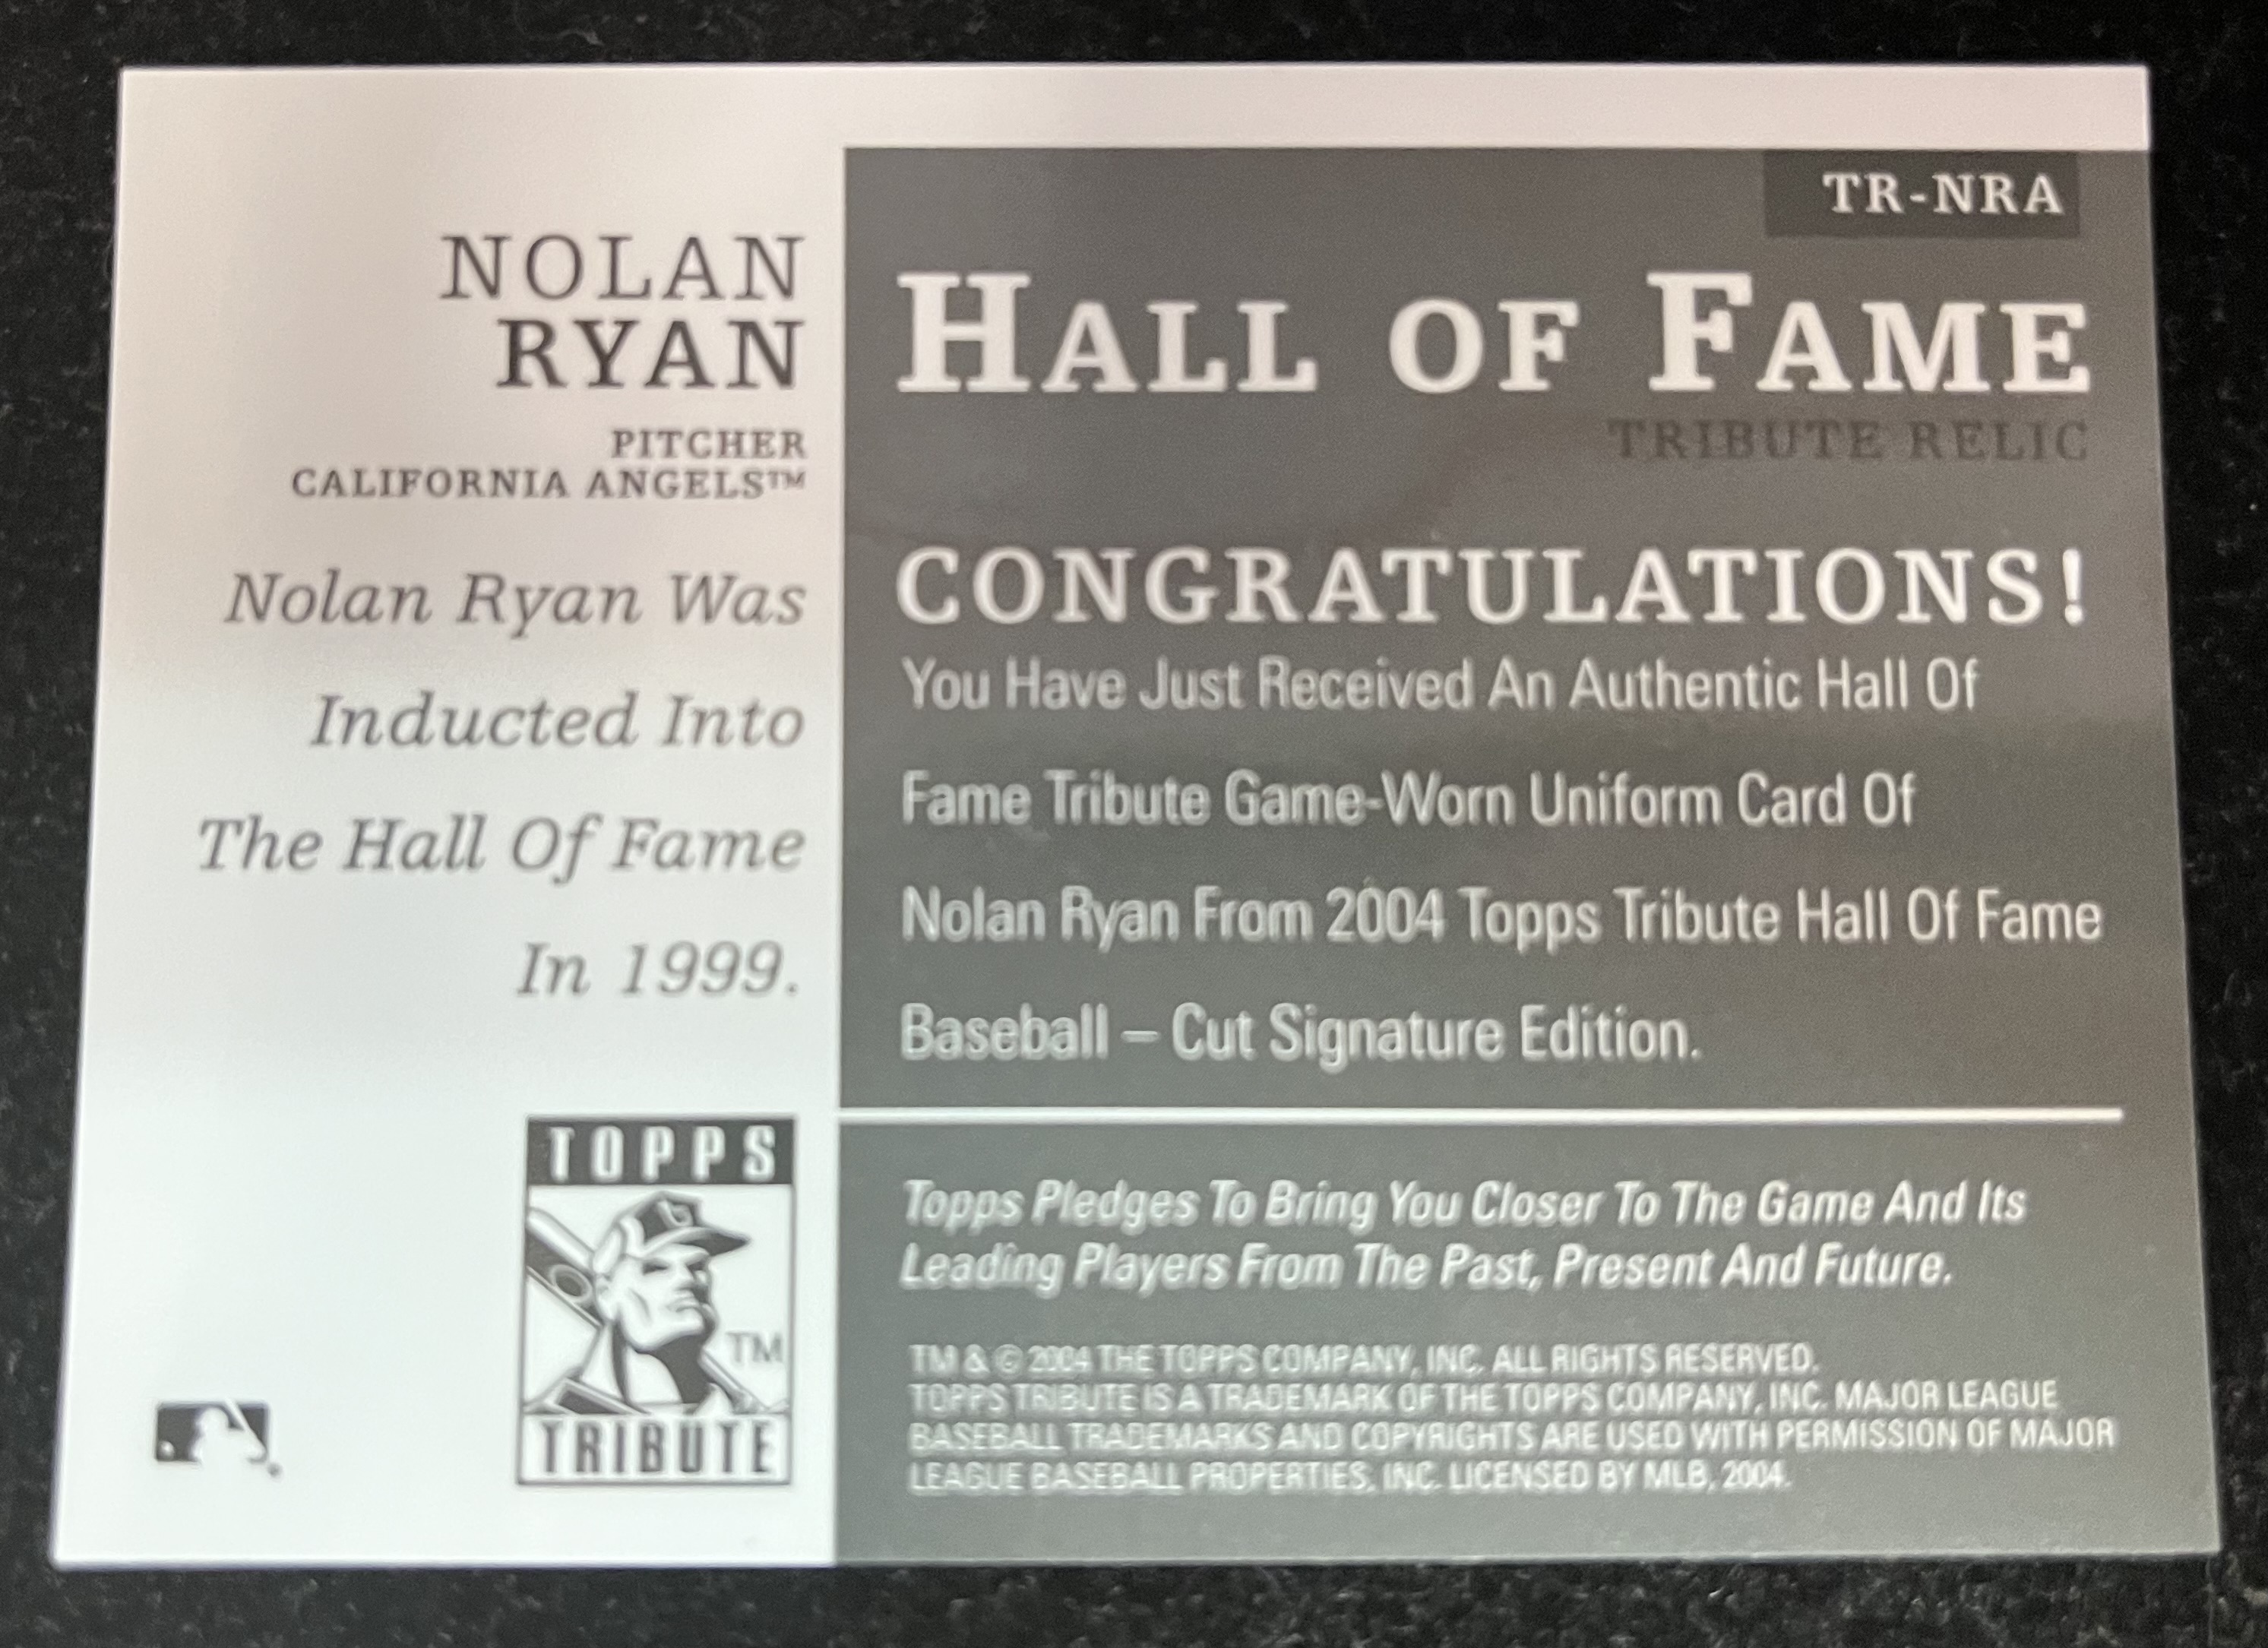 NOLAN
RYAN
PITCHER
CALIFORNIA ANGELS™
Nolan Ryan Was
Inducted Into
The Hall Of Fame
In 1999.
TOPPS
TM
TRIBUTE
TR-NRA
HALL OF FAME
TRIBUTE RELIC
CONGRATULATIONS!
You Have Just Received An Authentic Hall Of
Fame Tribute Game-Worn Uniform Card Of
Nolan Ryan From 2004 Topps Tribute Hall Of Fame
Baseball – Cut Signature Edition.
Topps Pledges To Bring You Closer To The Game And Its
Leading Players From The Past, Present And Future.
TM & © 2004 THE TOPPS COMPANY, INC. ALL RIGHTS RESERVED.
TOPPS TRIBUTE IS A TRADEMARK OF THE TOPPS COMPANY, INC. MAJOR LEAGUE
BASEBALL TRADEMARKS AND COPYRIGHTS ARE USED WITH PERMISSION OF MAJOR
LEAGUE BASEBALL PROPERTIES, INC. LICENSED BY MLB, 2004.